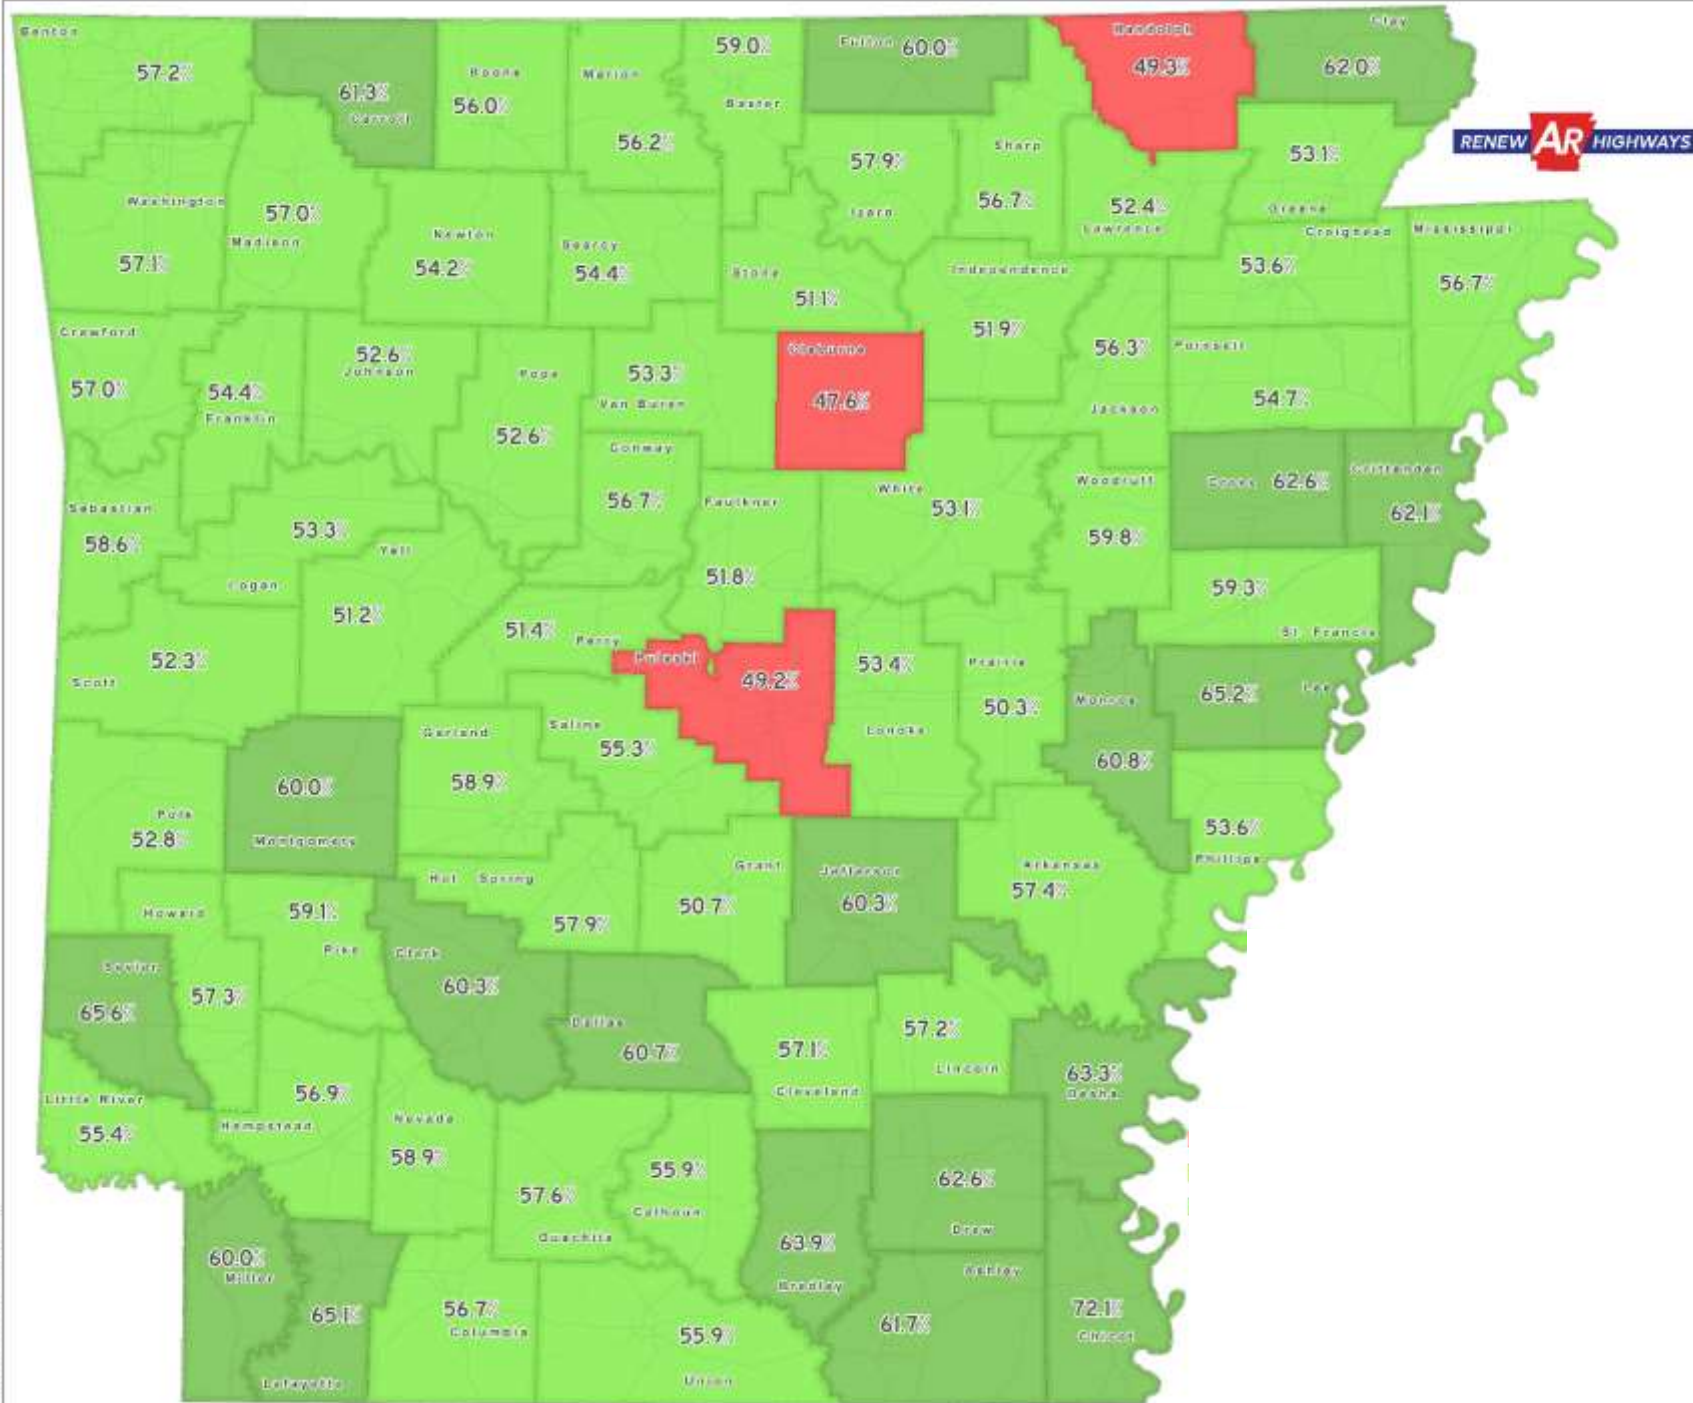 Benton
57.2%
61.3%
Carroll
Boone
56.0%
Marion
56.2%
59.0%
Baxter
Fulton 60.0%
Randolph
49.3%
Clay
62.0%
RENEW AR HIGHWAYS
Washington
57.1%
57.0%
Madison
Newton
54.2%
Searcy
54.4%
Stone
51.1%
57.9%
Izard
Sharp
56.7%
52.4%
Lawrence
53.1%
Greene
Craighead
53.6%
Mississippi
56.7%
Crawford
57.0%
54.4%
Franklin
52.6%
Johnson
Pope
52.6%
53.3%
Van Buren
Cleburne
47.6%
Independence
51.9%
56.3%
Jackson
Poinsett
54.7%
Sebastian
58.6%
53.3%
Logan
Yell
51.2%
Conway
56.7%
Faulkner
51.8%
White
53.1%
Woodruff
59.8%
Cross 62.6%
Crittenden
62.1%
59.3%
St. Francis
52.3%
Scott
51.4%
Perry
Pulaski
49.2%
53.4%
Lonoke
Prairie
50.3%
Monroe
60.8%
65.2%
Lee
Polk
52.8%
60.0%
Montgomery
Garland
58.9%
Saline
55.3%
53.6%
Phillips
Howard
57.3%
59.1%
Pike
Hot Spring
57.9%
Grant
50.7%
Jefferson
60.3%
Arkansas
57.4%
Sevier
65.6%
Clark
60.3%
Dallas
60.7%
57.1%
Cleveland
57.2%
Lincoln
63.3%
Desha
Little River
55.4%
56.9%
Hempstead
Nevada
58.9%
57.6%
Ouachita
55.9%
Calhoun
63.9%
Bradley
62.6%
Drew
60.0%
Miller
65.1%
Lafayette
56.7%
Columbia
55.9%
Union
Ashley
61.7%
72.1%
Chicot